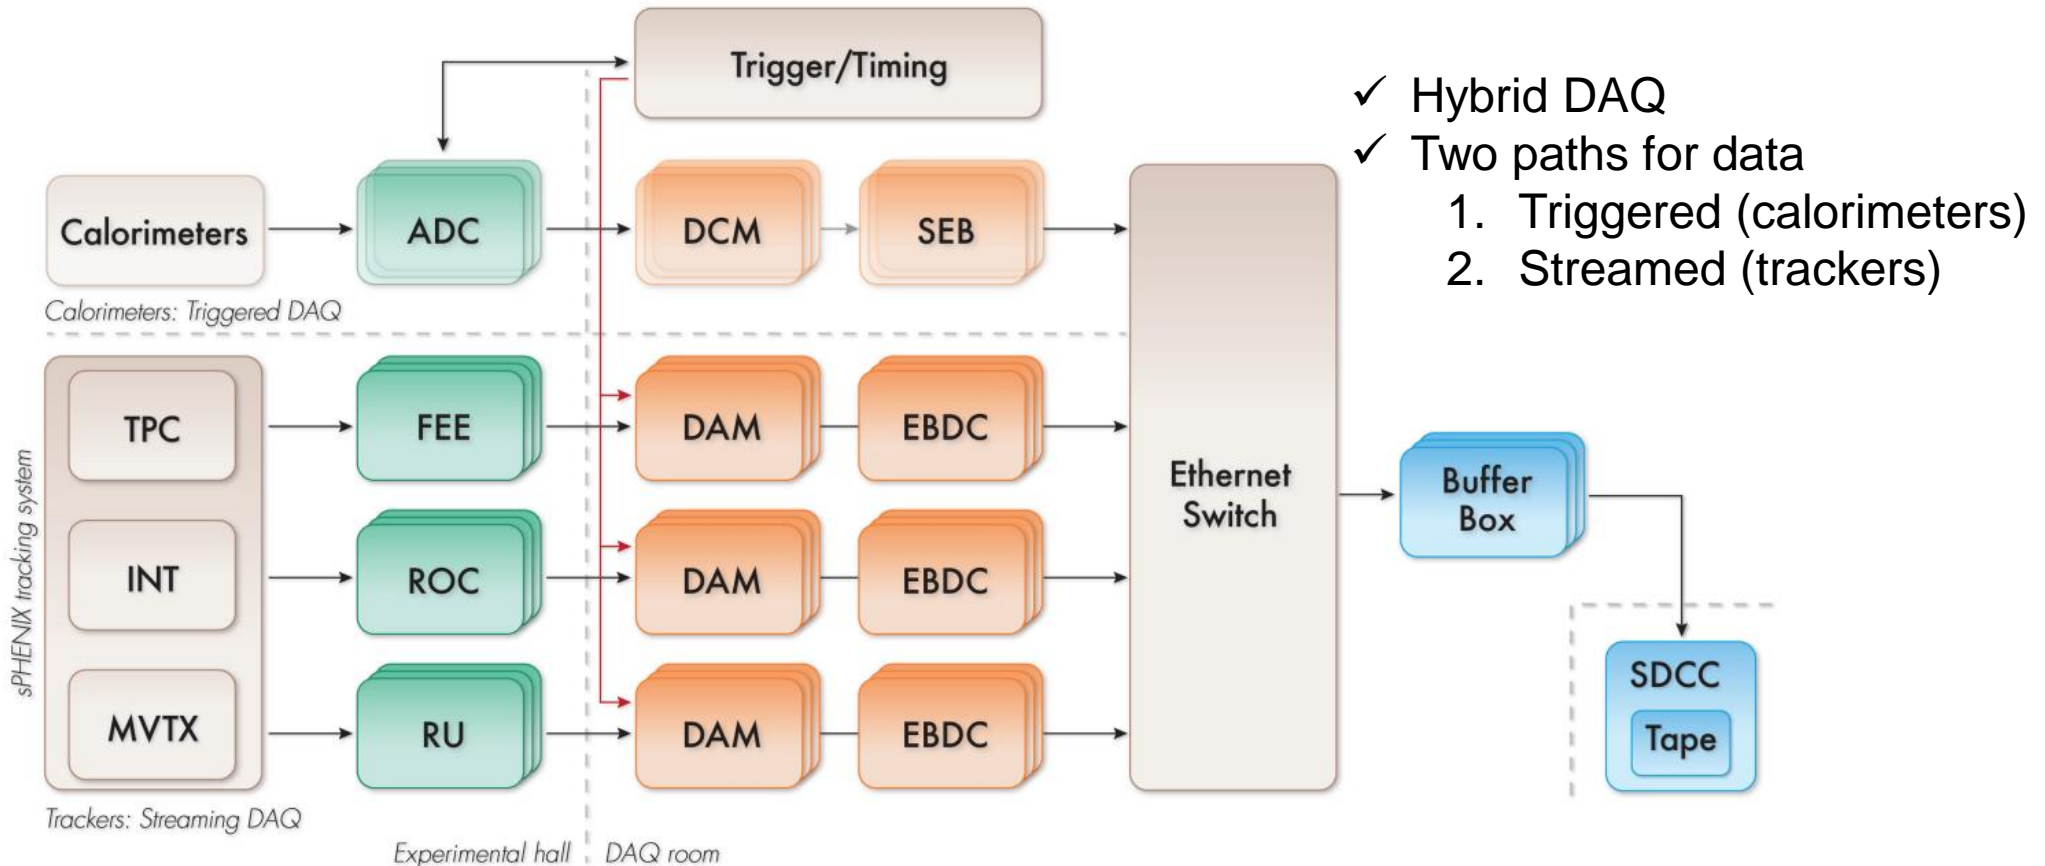 Trigger/Timing
✓ Hybrid DAQ
✓ Two paths for data
1. Triggered (calorimeters)
2. Streamed (trackers)
Calorimeters
ADC
DCM
SEB
Calorimeters: Triggered DAQ
sPHENIX tracking system
TPC
FEE
DAM
EBDC
INT
ROC
DAM
EBDC
MVTX
RU
DAM
EBDC
Trackers: Streaming DAQ
Experimental hall
DAQ room
Ethernet
Switch
Buffer
Box
SDCC
Tape